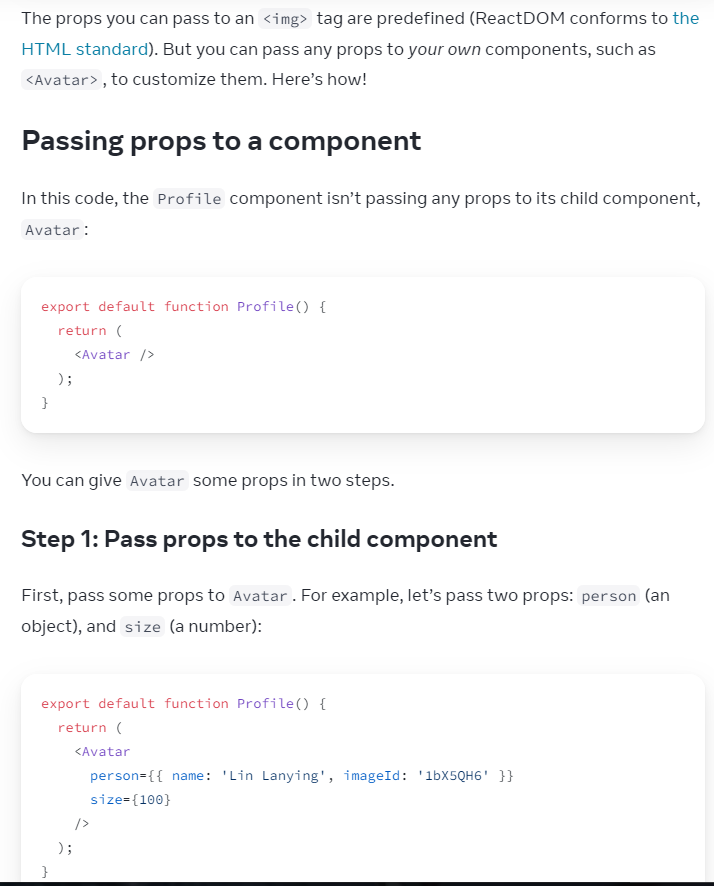 The props you can pass to an <img> tag are predefined (ReactDOM conforms to the
HTML standard). But you can pass any props to your own components, such as
<Avatar>, to customize them. Here’s how!
Passing props to a component
In this code, the Profile component isn’t passing any props to its child component,
Avatar:
export default function Profile() {
  return (
    <Avatar />
  );
}
You can give Avatar some props in two steps.
Step 1: Pass props to the child component
First, pass some props to Avatar. For example, let’s pass two props: person (an
object), and size (a number):
export default function Profile() {
  return (
    <Avatar
      person={{ name: 'Lin Lanying', imageId: '1bX5QH6' }}
      size={100}
    />
  );
}